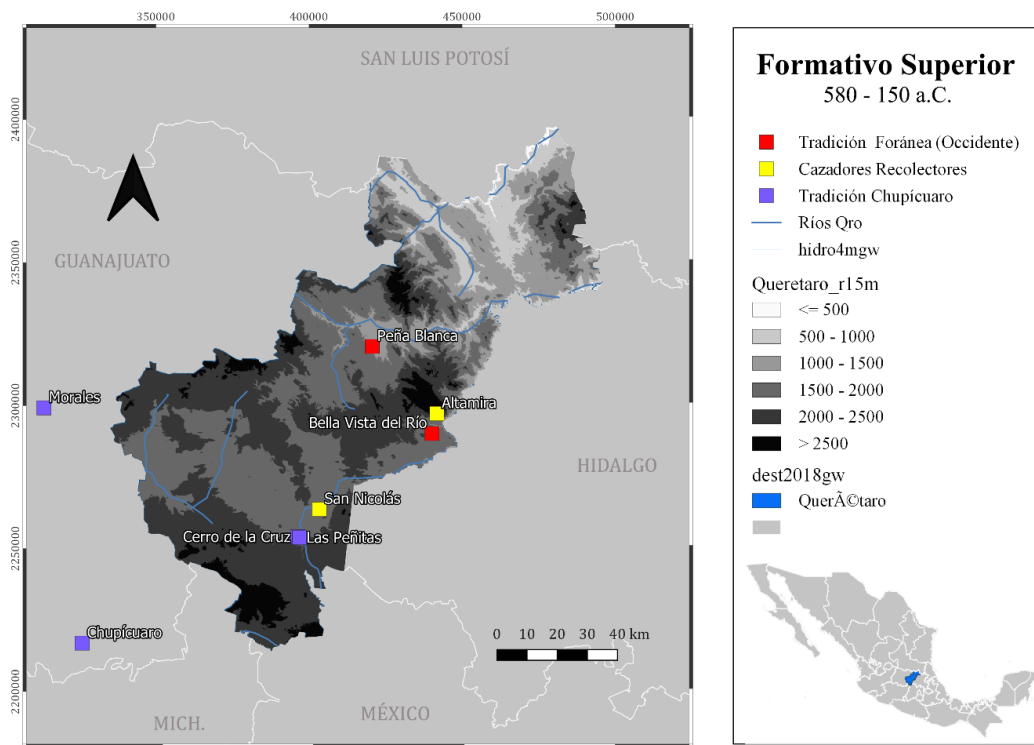 350000
400000
450000
500000
2400000
2350000
2300000
2250000
2200000
SAN LUIS POTOSÍ
GUANAJUATO
Peña Blanca
Morales
Altamira
Bella Vista del Río
HIDALGO
San Nicolás
Cerro de la Cruz
Las Peñitas
Chupícuaro
0 10 20 30 40 km
MICH.
MÉXICO
Formativo Superior
580 - 150 a.C.
Tradición Foránea (Occidente)
Cazadores Recolectores
Tradición Chupícuaro
Ríos Qro
hidro4mgw
Queretaro_r15m
<= 500
500 - 1000
1000 - 1500
1500 - 2000
2000 - 2500
> 2500
dest2018gw
QuerÃ©taro